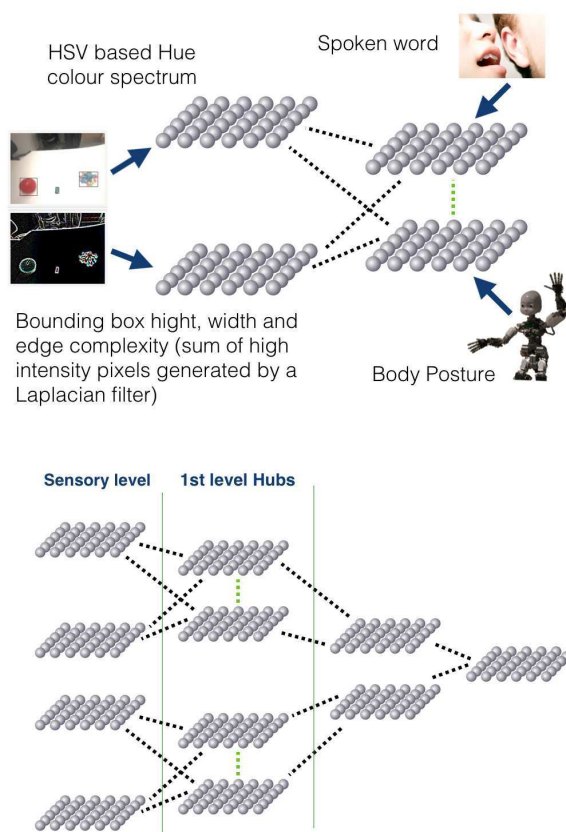 HSV based Hue
colour spectrum
Spoken word
Bounding box hight, width and
edge complexity (sum of high
intensity pixels generated by a
Laplacian filter)
Body Posture
Sensory level
1st level Hubs